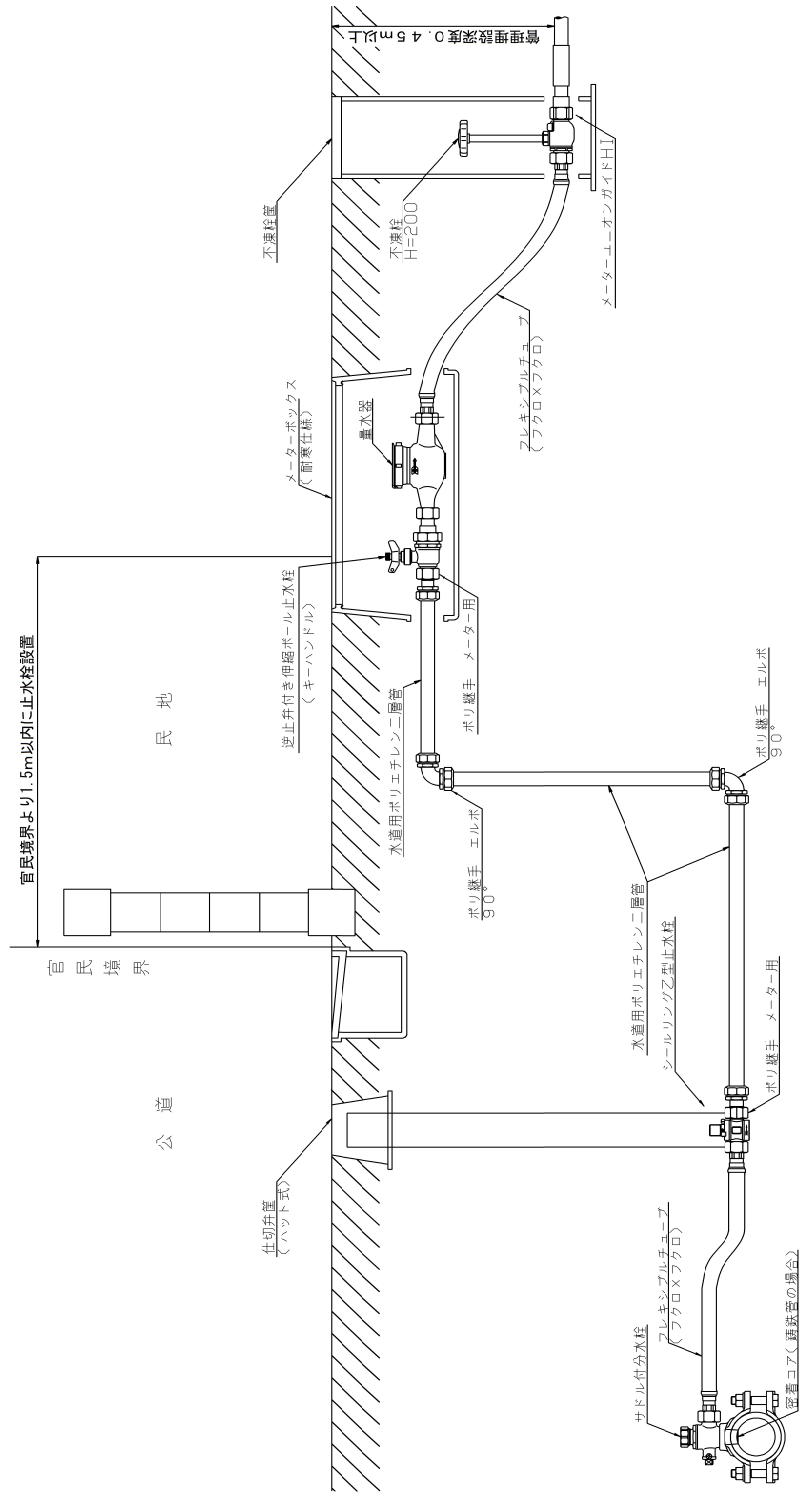 官民境界より1.5m以内に止水栓設置
官民境界
民地
公道
仕切弁筐
(ハット式)
逆止弁付き伸縮ボール止水栓
(キーハンドル)
メーターボックス
(耐寒仕様)
量水器
不凍栓筐
不凍栓
H=200
管理埋設深度0.45m以上
水道用ポリエチレン二層管
ポリ継手 メーター用
ポリ継手 エルボ
90°
フレキシブルチューブ
(フクロ×フクロ)
メーターユニオンガイドHI
サドル付分水栓
フレキシブルチューブ
(フクロ×フクロ)
水道用ポリエチレン二層管
シールリング乙型止水栓
ポリ継手 メーター用
ポリ継手 エルボ
90°
密着コア(鋳鉄管の場合)